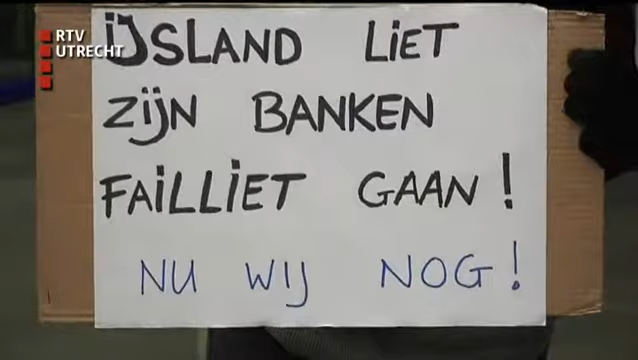 RTV
UTRECHT
IJSLAND LIET
ZIJN BANKEN
FAILLIET GAAN!
NU WIJ NOG!